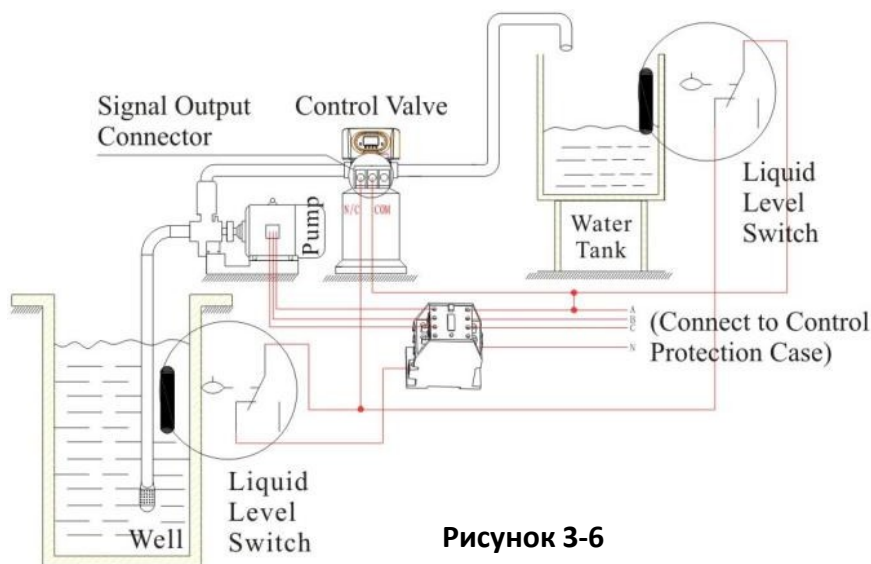 Signal Output
Connector
Control Valve
N/C
COM
Pump
Water
Tank
Liquid
Level
Switch
A
B
C
N
(Connect to Control
Protection Case)
Well
Liquid
Level
Switch
Рисунок 3-6